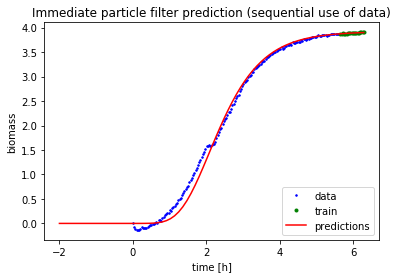 Immediate particle filter prediction (sequential use of data)
4.0
3.5
3.0
2.5
2.0
1.5
1.0
0.5
0.0
biomass
data
train
predictions
−2 0 2 4 6
time [h]